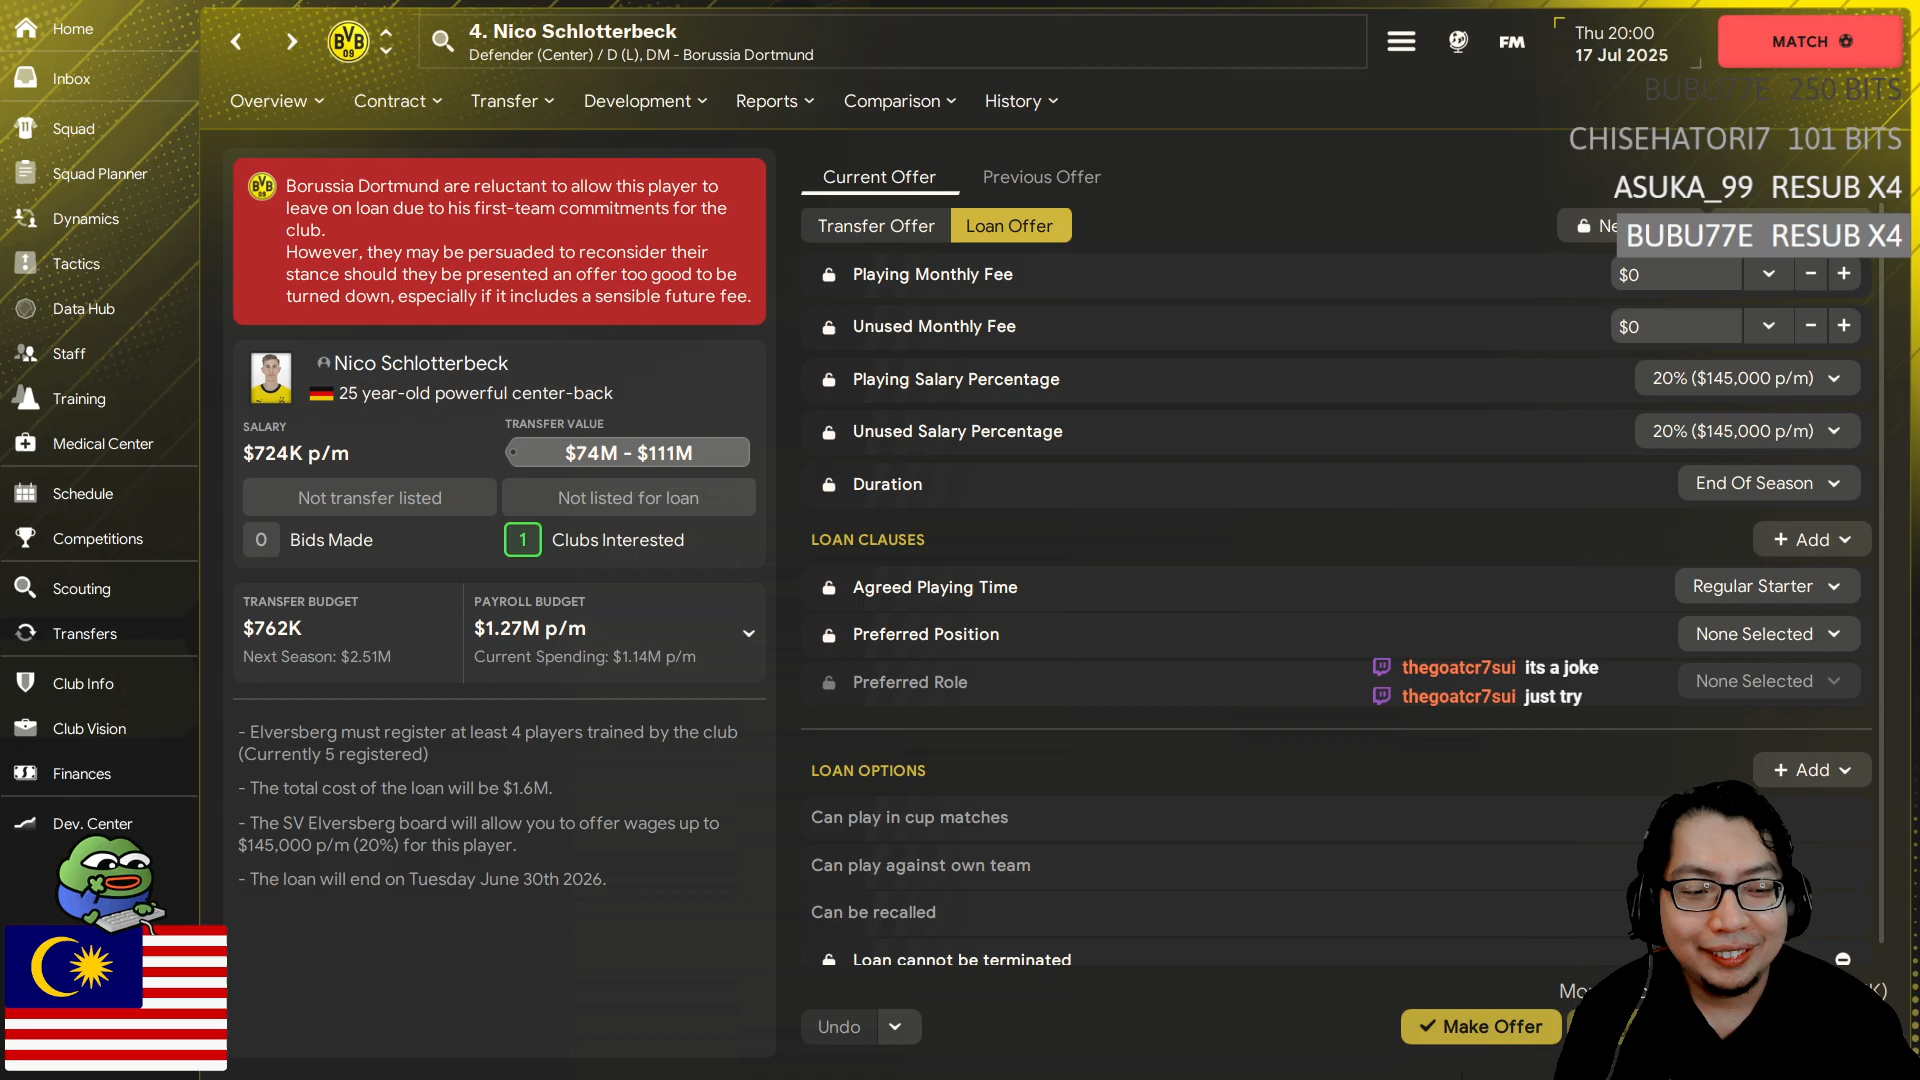 Home
Inbox
Squad
Squad Planner
Dynamics
Tactics
Data Hub
Staff
Training
Medical Center
Schedule
Competitions
Scouting
Transfers
Club Info
Club Vision
Finances
Dev. Center
BVB
09
4. Nico Schlotterbeck
Defender (Center) / D (L), DM - Borussia Dortmund
FM
Thu 20:00
17 Jul 2025
MATCH
Overview
Contract
Transfer
Development
Reports
Comparison
History
BUBU77E 250 BITS
CHISEHATORI7 101 BITS
ASUKA_99 RESUB X4
BUBU77E RESUB X4
Borussia Dortmund are reluctant to allow this player to
leave on loan due to his first-team commitments for the
club.
However, they may be persuaded to reconsider their
stance should they be presented an offer too good to be
turned down, especially if it includes a sensible future fee.
Nico Schlotterbeck
25 year-old powerful center-back
SALARY
$724K p/m
TRANSFER VALUE
$74M - $111M
Not transfer listed
Not listed for loan
0 Bids Made
1 Clubs Interested
TRANSFER BUDGET
$762K
Next Season: $2.51M
PAYROLL BUDGET
$1.27M p/m
Current Spending: $1.14M p/m
- Elversberg must register at least 4 players trained by the club
(Currently 5 registered)
- The total cost of the loan will be $1.6M.
- The SV Elversberg board will allow you to offer wages up to
$145,000 p/m (20%) for this player.
- The loan will end on Tuesday June 30th 2026.
Current Offer
Previous Offer
Transfer Offer
Loan Offer
Playing Monthly Fee
$0
Unused Monthly Fee
$0
Playing Salary Percentage
20% ($145,000 p/m)
Unused Salary Percentage
20% ($145,000 p/m)
Duration
End Of Season
LOAN CLAUSES
+ Add
Agreed Playing Time
Regular Starter
Preferred Position
None Selected
Preferred Role
None Selected
thegoatcr7sui its a joke
thegoatcr7sui just try
LOAN OPTIONS
+ Add
Can play in cup matches
Can play against own team
Can be recalled
Loan cannot be terminated
Undo
Make Offer